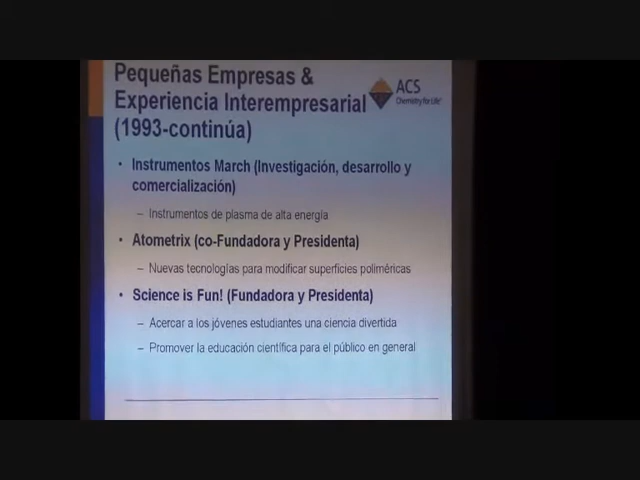 Pequeñas Empresas &
Experiencia Interempresarial
(1993-continúa)
ACS
Chemistry for Life®
• Instrumentos March (Investigación, desarrollo y
comercialización)
– Instrumentos de plasma de alta energía
• Atometrix (co-Fundadora y Presidenta)
– Nuevas tecnologías para modificar superficies poliméricas
• Science is Fun! (Fundadora y Presidenta)
– Acercar a los jóvenes estudiantes una ciencia divertida
– Promover la educación científica para el público en general